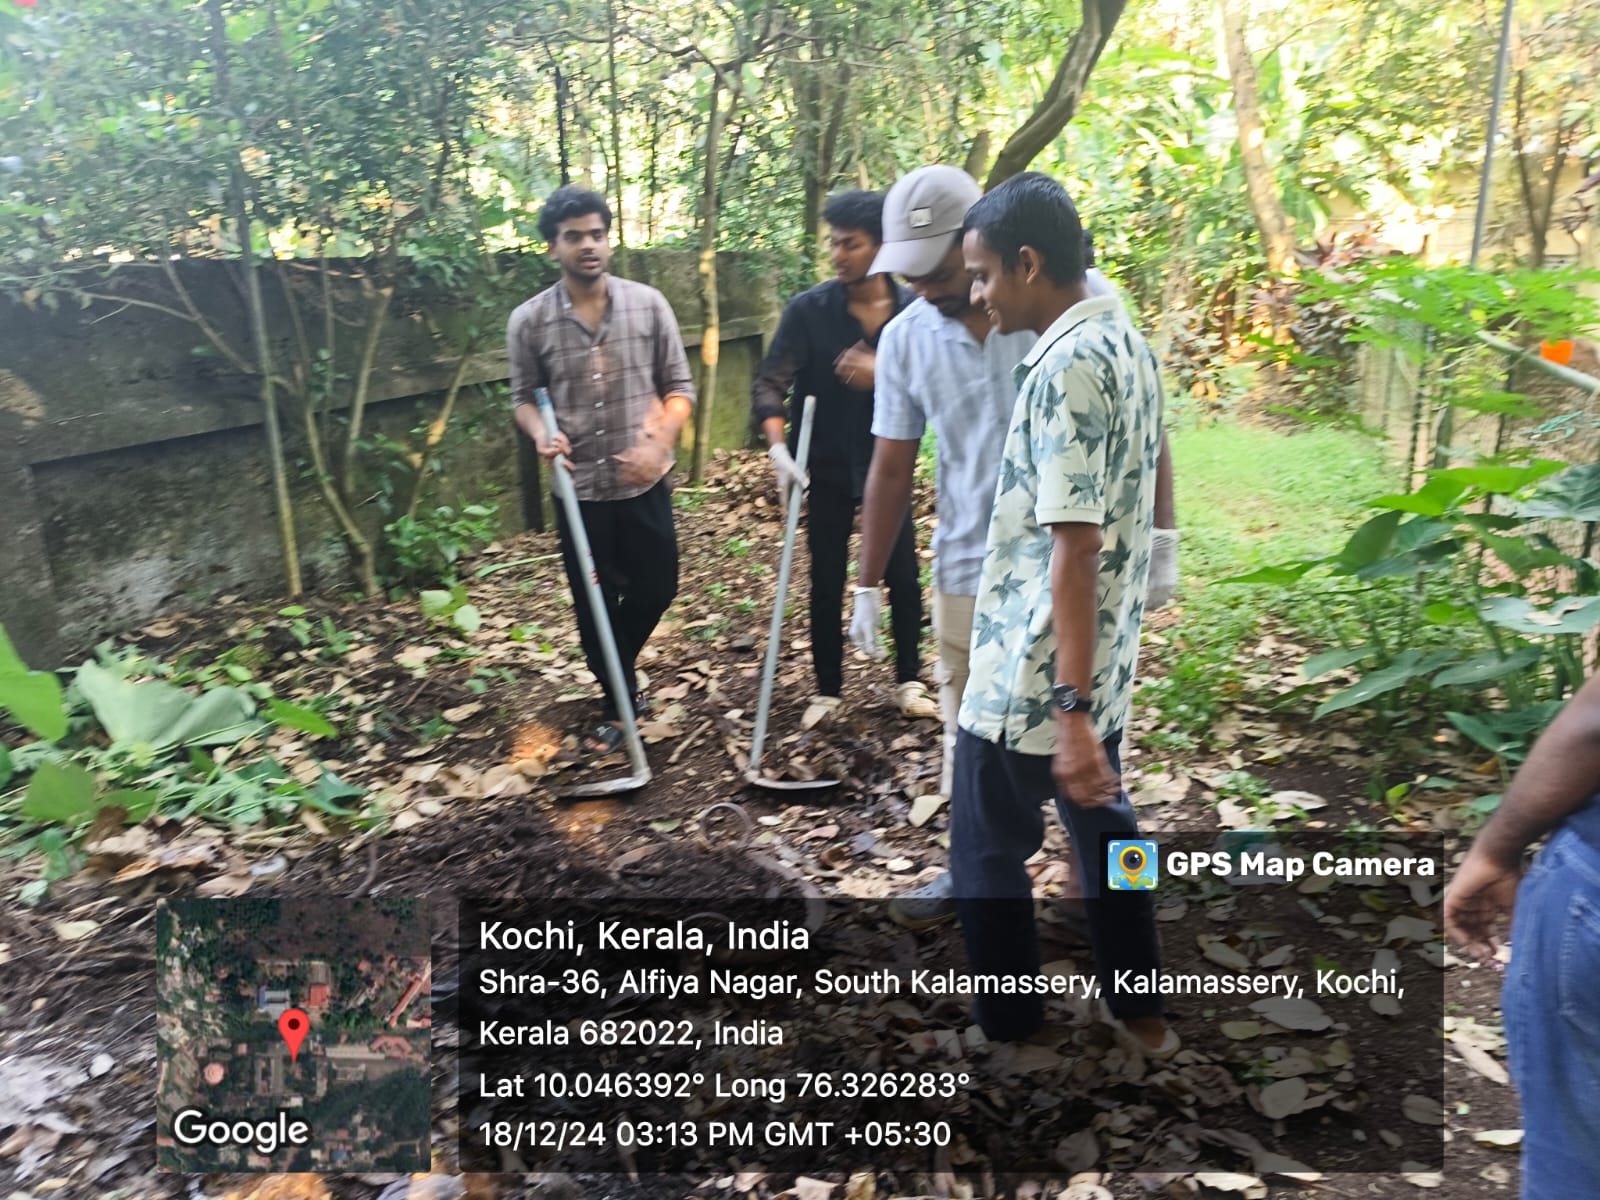 GPS Map Camera
Kochi, Kerala, India
Shra-36, Alfiya Nagar, South Kalamassery, Kalamassery, Kochi,
Kerala 682022, India
Lat 10.046392° Long 76.326283°
18/12/24 03:13 PM GMT +05:30
Google